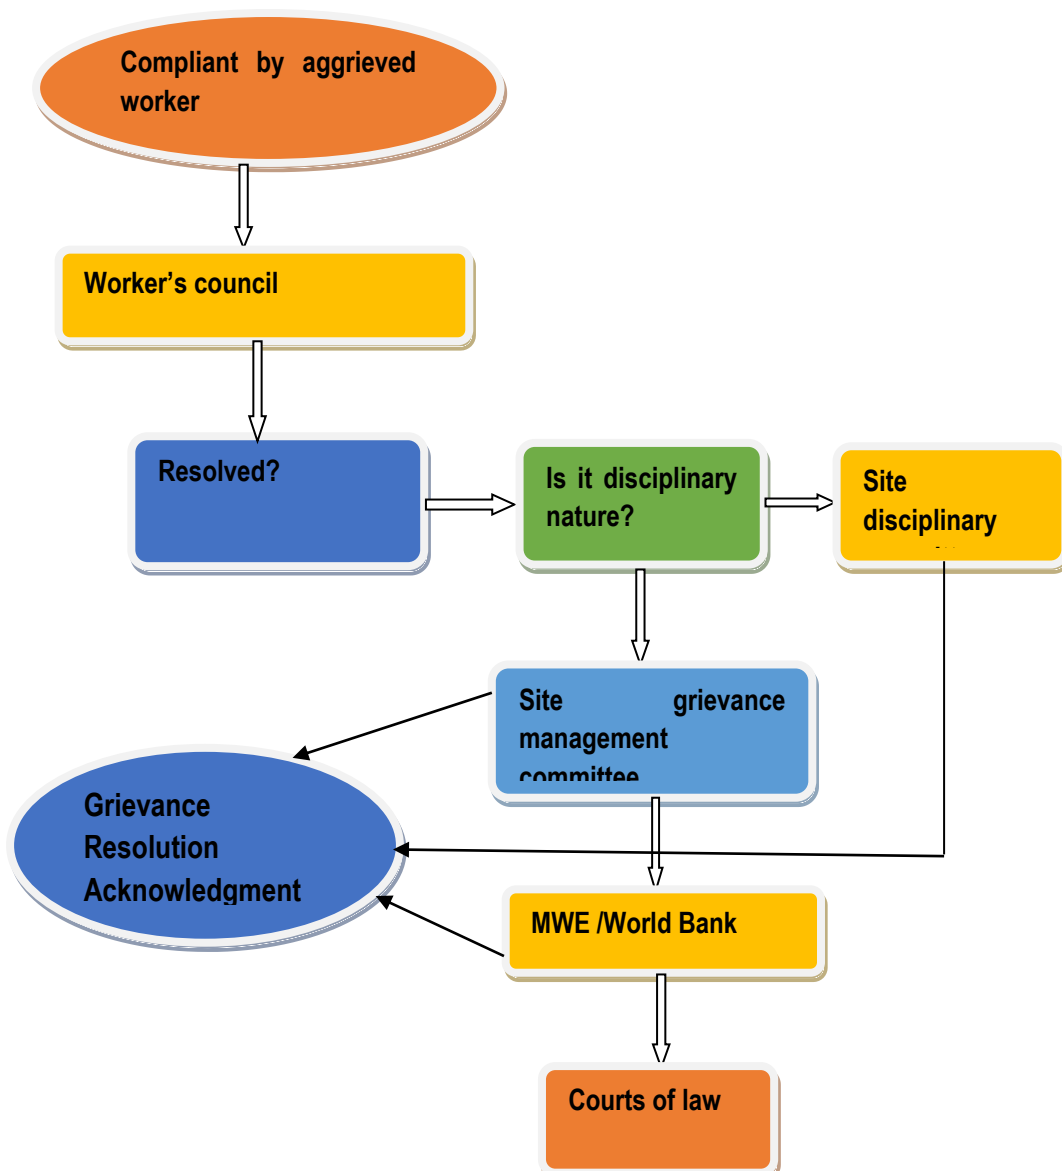 Compliant by aggrieved
worker
Worker’s council
Resolved?
Is it disciplinary
nature?
Site
disciplinary
Site grievance
management
committee
Grievance
Resolution
Acknowledgment
MWE /World Bank
Courts of law